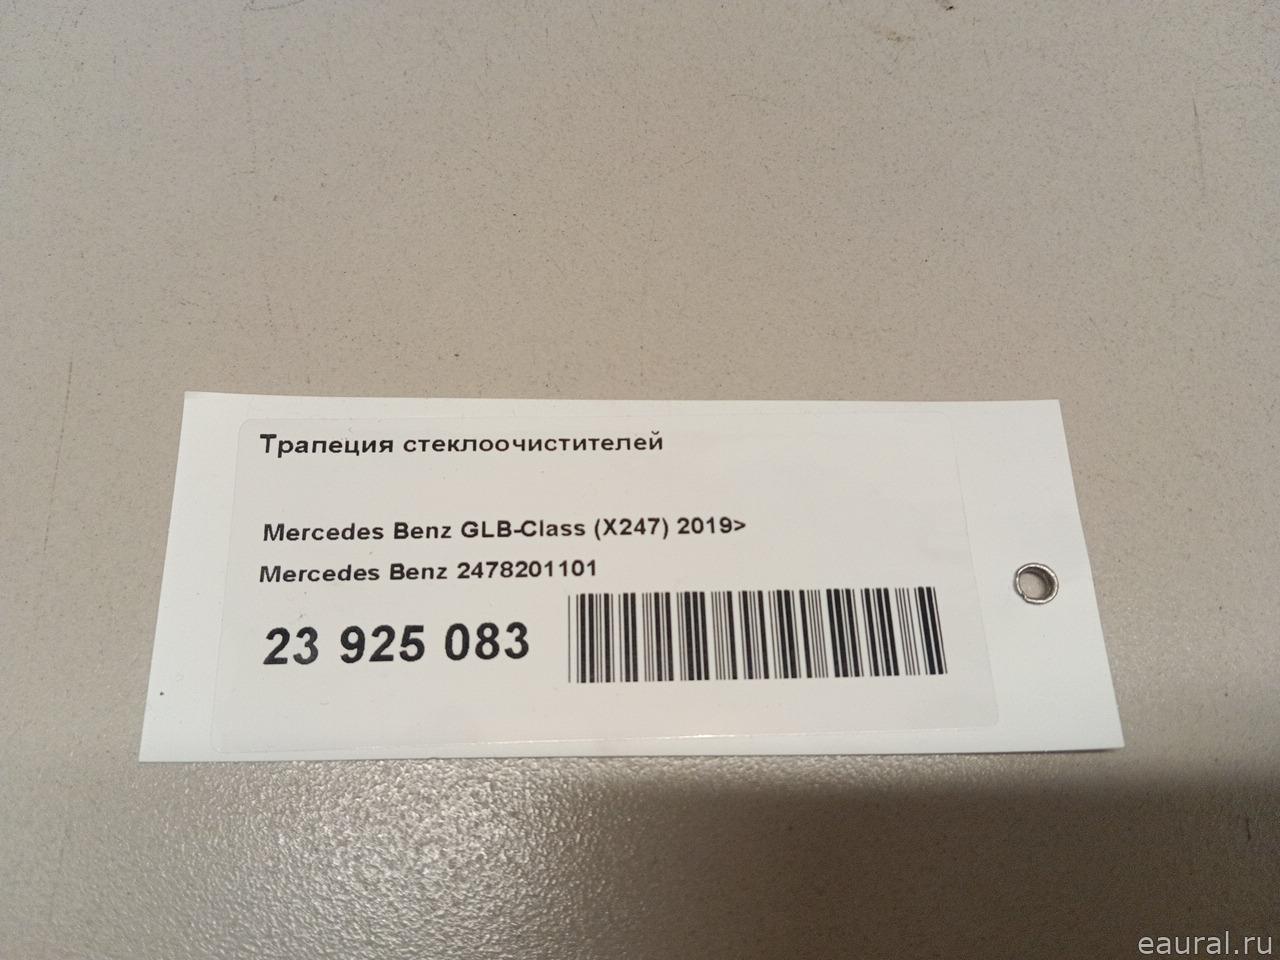 Трапеция стеклоочистителей
Mercedes Benz GLB-Class (X247) 2019>
Mercedes Benz 2478201101
23 925 083
eaural.ru